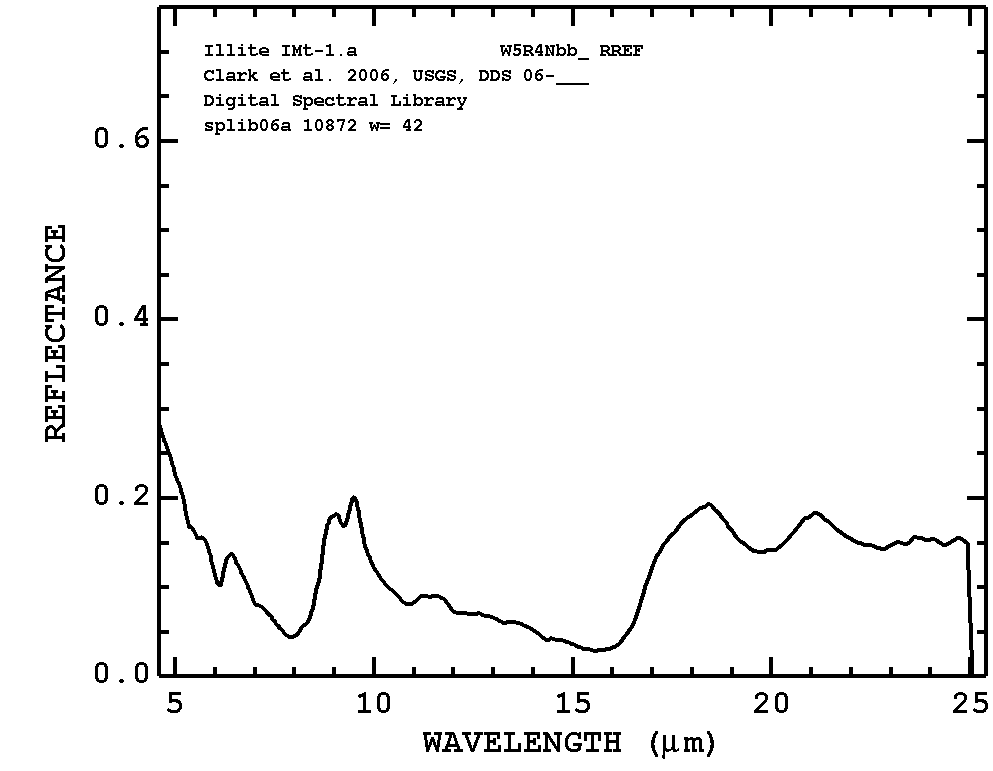 Illite IMt-1.a W5R4Nbb_ RREF
Clark et al. 2006, USGS, DDS 06-___
Digital Spectral Library
splib06a 10872 w= 42
0.6
0.4
0.2
0.0
REFLECTANCE
5 10 15 20 25
WAVELENGTH (μm)